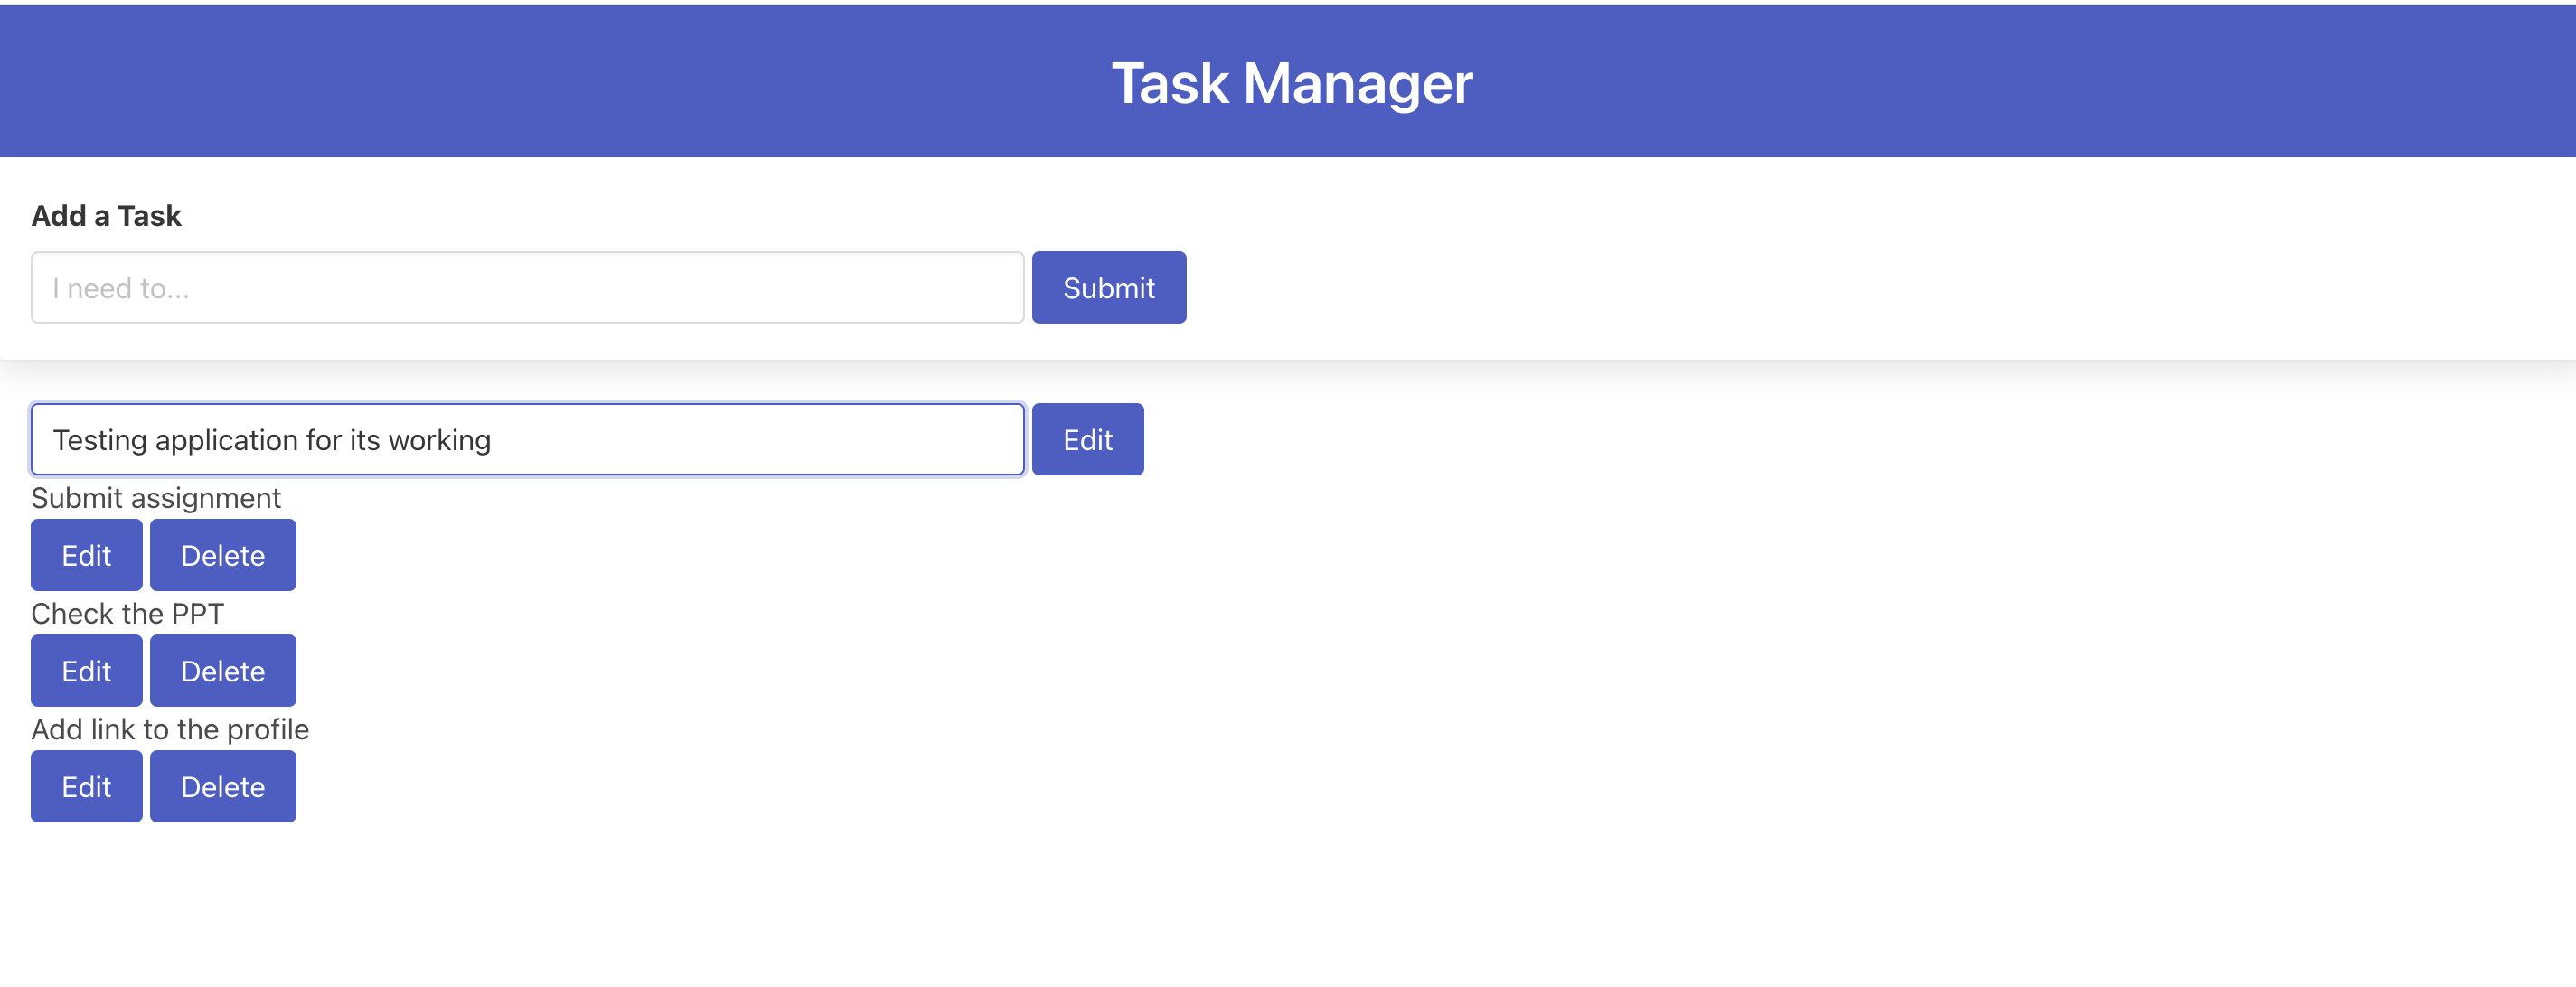 Task Manager
Add a Task
I need to...
Submit
Testing application for its working
Edit
Submit assignment
Edit Delete
Check the PPT
Edit Delete
Add link to the profile
Edit Delete